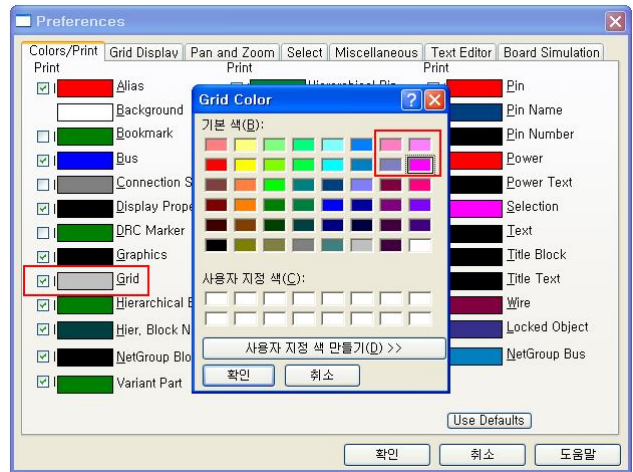 Preferences
Colors/Print Grid Display Pan and Zoom Select Miscellaneous Text Editor Board Simulation
Print Print Print
Alias
Background
Bookmark
Bus
Connection S
Display Prope
DRC Marker
Graphics
Grid
Hierarchical E
Hier. Block N
NetGroup Blo
Variant Part
Grid Color
기본 색(B):
사용자 지정 색(C):
사용자 지정 색 만들기(D) >>
확인 취소
Pin
Pin Name
Pin Number
Power
Power Text
Selection
Text
Title Block
Title Text
Wire
Locked Object
NetGroup Bus
Use Defaults
확인 취소 도움말